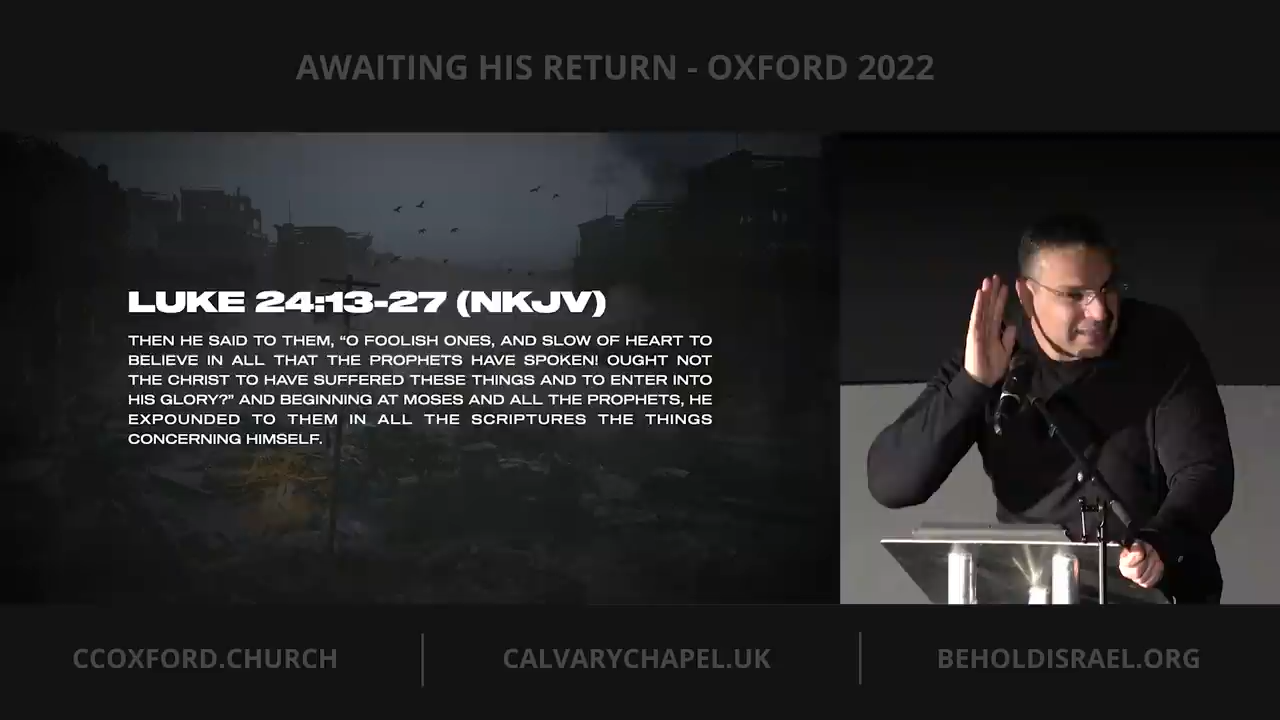 AWAITING HIS RETURN - OXFORD 2022
LUKE 24:13-27 (NKJV)
THEN HE SAID TO THEM, “O FOOLISH ONES, AND SLOW OF HEART TO
BELIEVE IN ALL THAT THE PROPHETS HAVE SPOKEN! OUGHT NOT
THE CHRIST TO HAVE SUFFERED THESE THINGS AND TO ENTER INTO
HIS GLORY?” AND BEGINNING AT MOSES AND ALL THE PROPHETS, HE
EXPOUNDED TO THEM IN ALL THE SCRIPTURES THE THINGS
CONCERNING HIMSELF.
CCOXFORD.CHURCH
CALVARYCHAPEL.UK
BEHOLDISRAEL.ORG